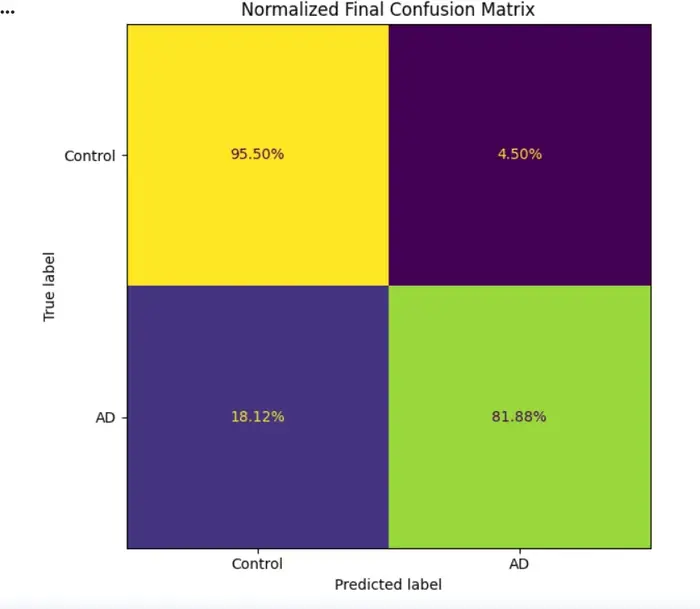 ...
Normalized Final Confusion Matrix
True label
Control
95.50%
4.50%
AD
18.12%
81.88%
Control
AD
Predicted label